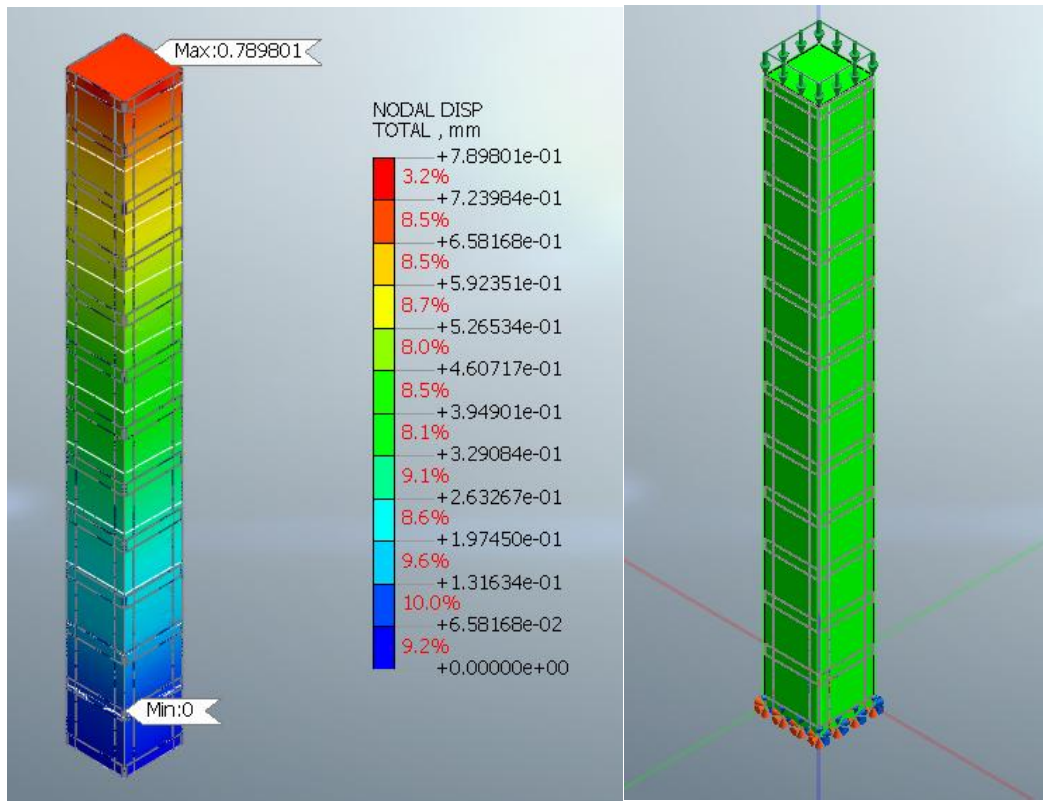 Max:0.789801
NODAL DISP
TOTAL , mm
+7.89801e-01
3.2%
+7.23984e-01
8.5%
+6.58168e-01
8.5%
+5.92351e-01
8.7%
+5.26534e-01
8.0%
+4.60717e-01
8.5%
+3.94901e-01
8.1%
+3.29084e-01
9.1%
+2.63267e-01
8.6%
+1.97450e-01
9.6%
+1.31634e-01
10.0%
+6.58168e-02
9.2%
+0.00000e+00
Min:0